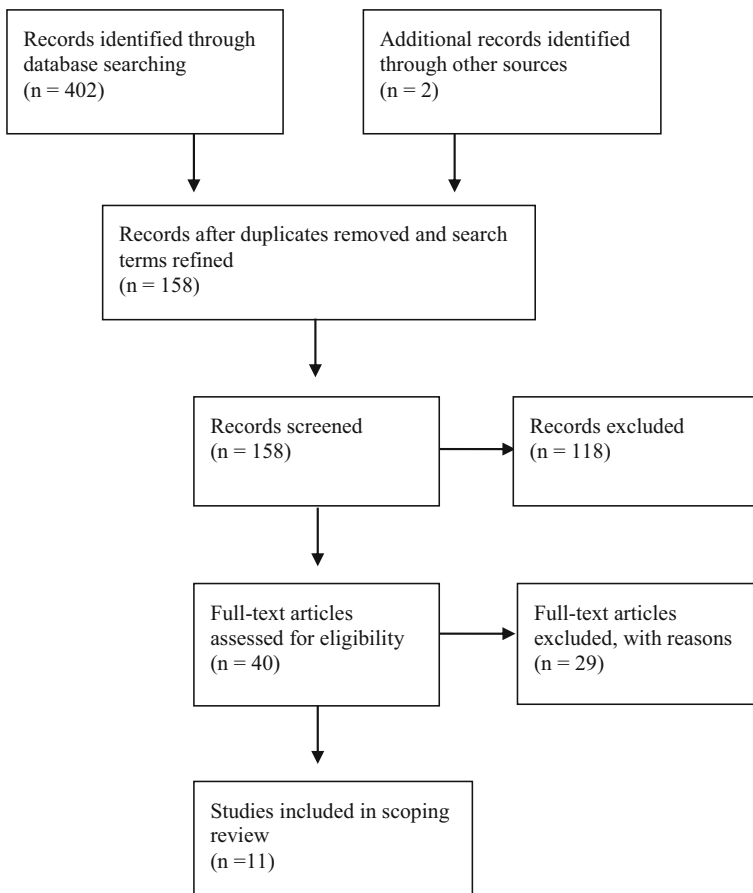 Records identified through
database searching
(n = 402)
Additional records identified
through other sources
(n = 2)
Records after duplicates removed and search
terms refined
(n = 158)
Records screened
(n = 158)
Records excluded
(n = 118)
Full-text articles
assessed for eligibility
(n = 40)
Full-text articles
excluded, with reasons
(n = 29)
Studies included in scoping
review
(n =11)